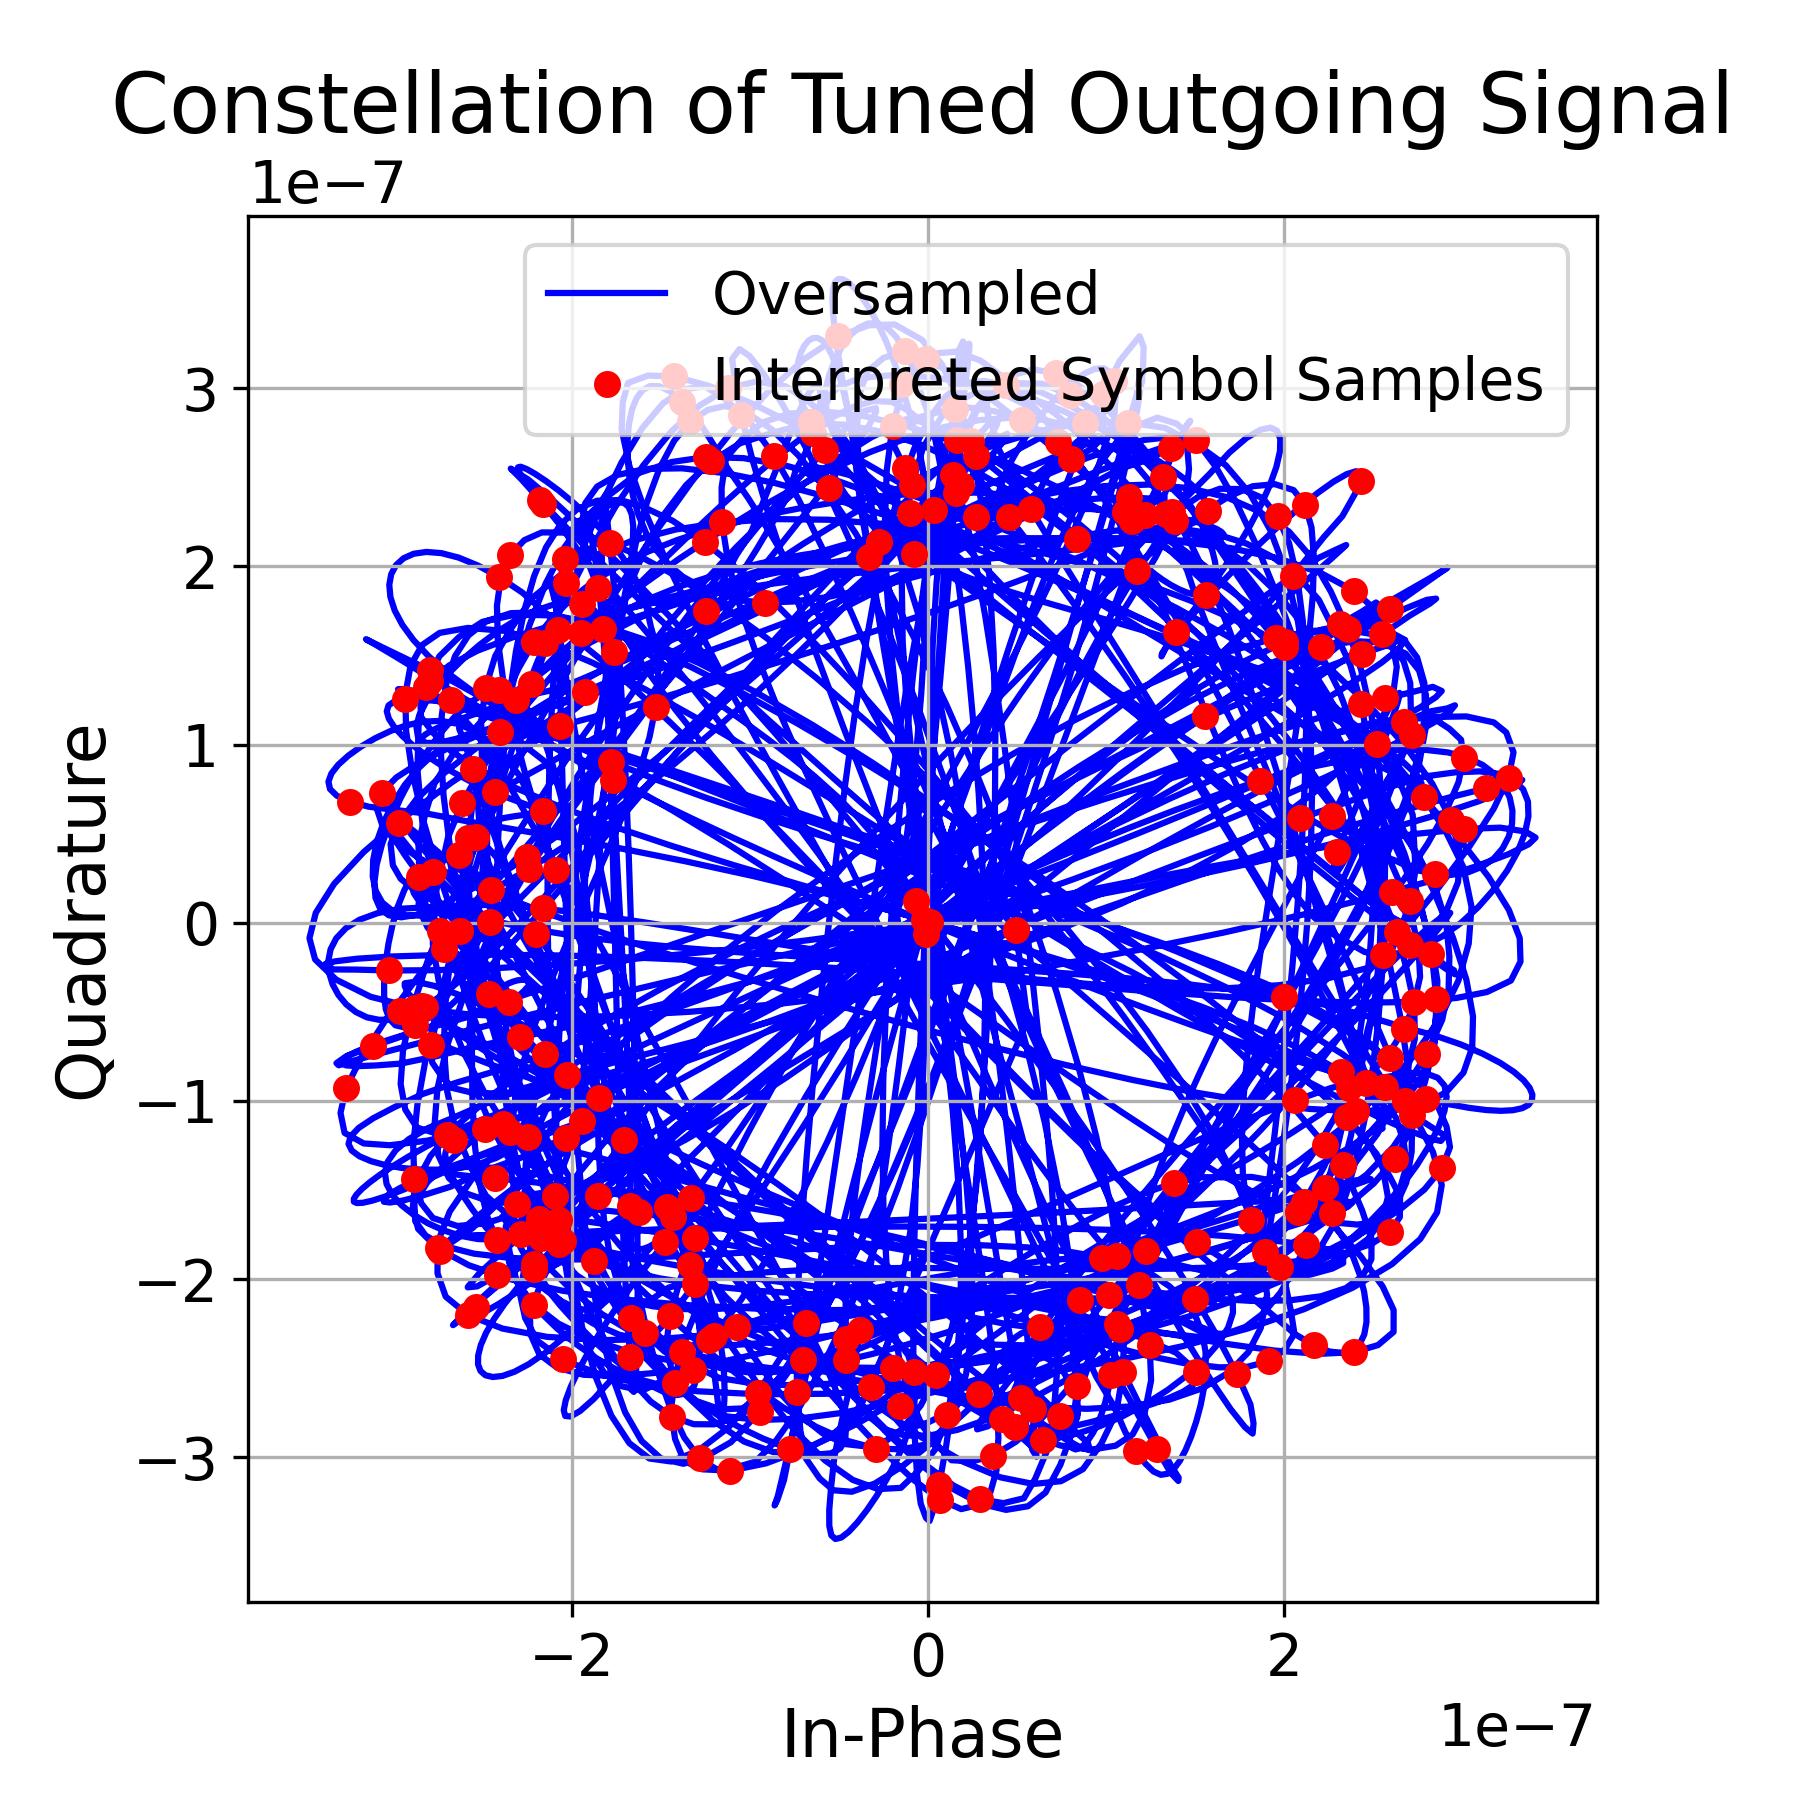 Constellation of Tuned Outgoing Signal
1e−7
Oversampled
Interpreted Symbol Samples
3
2
1
0
−1
−2
−3
Quadrature
−2 0 2
In-Phase
1e−7